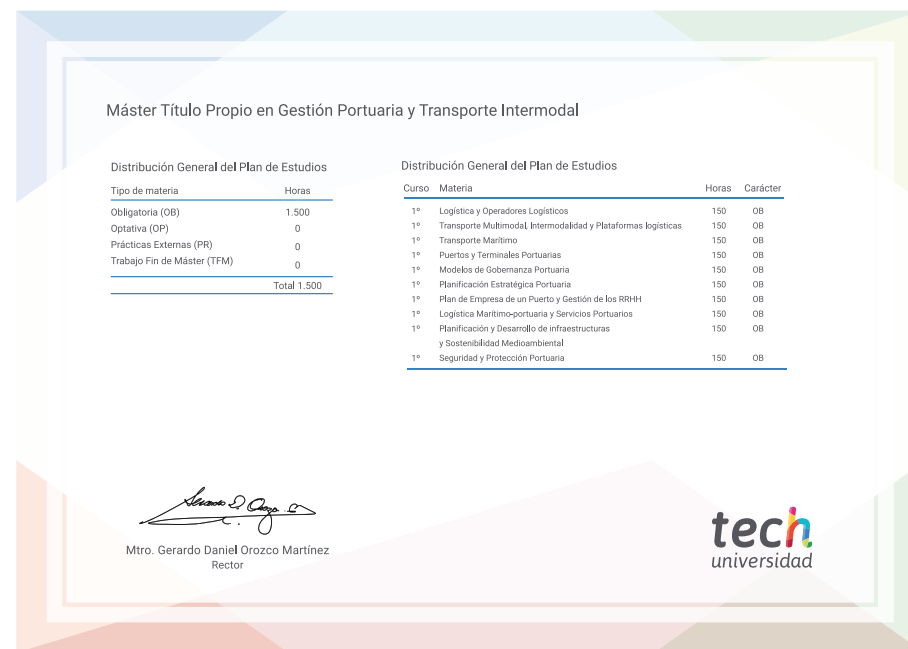 Máster Título Propio en Gestión Portuaria y Transporte Intermodal
Distribución General del Plan de Estudios
Tipo de materia Horas
Obligatoria (OB) 1.500
Optativa (OP) 0
Prácticas Externas (PR) 0
Trabajo Fin de Máster (TFM) 0
Total 1.500
Distribución General del Plan de Estudios
Curso Materia Horas Carácter
1º Logística y Operadores Logísticos 150 OB
1º Transporte Multimodal, Intermodalidad y Plataformas logísticas 150 OB
1º Transporte Marítimo 150 OB
1º Puertos y Terminales Portuarias 150 OB
1º Modelos de Gobernanza Portuaria 150 OB
1º Planificación Estratégica Portuaria 150 OB
1º Plan de Empresa de un Puerto y Gestión de los RRHH 150 OB
1º Logística Marítimo-portuaria y Servicios Portuarios 150 OB
1º Planificación y Desarrollo de infraestructuras 150 OB
y Sostenibilidad Medioambiental
1º Seguridad y Protección Portuaria 150 OB
Mtro. Gerardo Daniel Orozco Martínez
Rector
tech
universidad